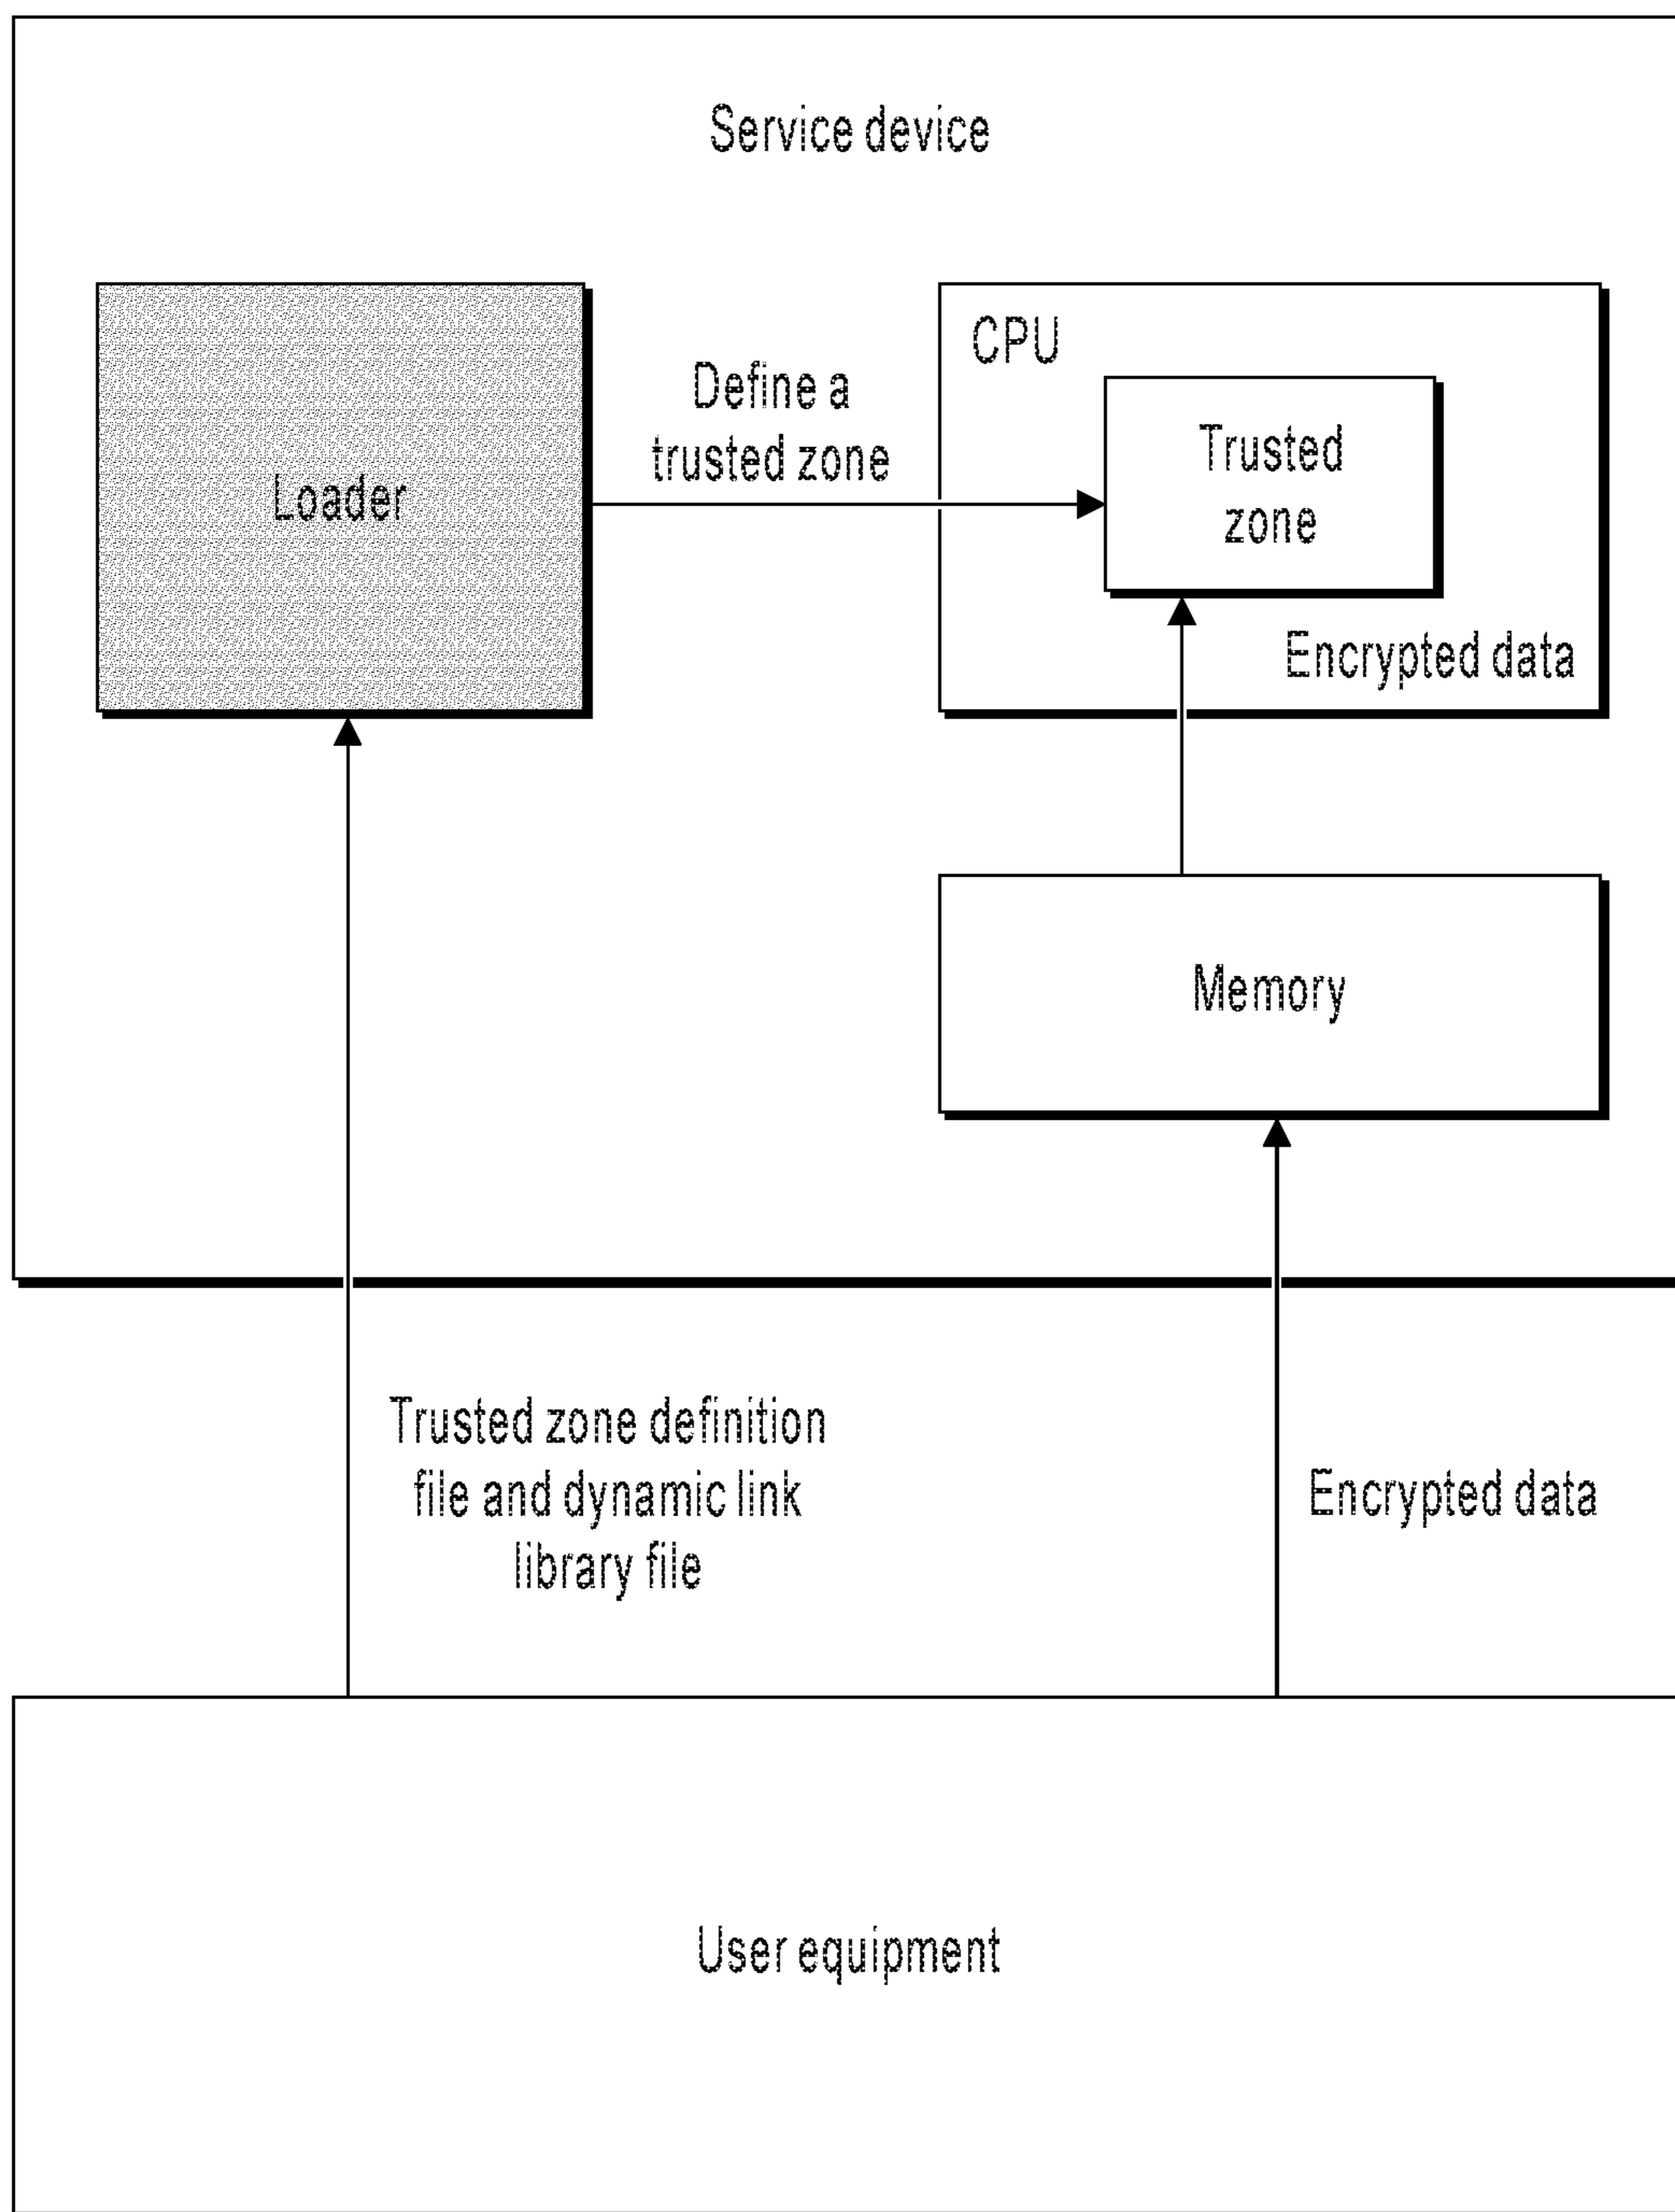 Service device
Loader
Define a
trusted zone
CPU
Trusted
zone
Encrypted data
Memory
Trusted zone definition
file and dynamic link
library file
Encrypted data
User equipment